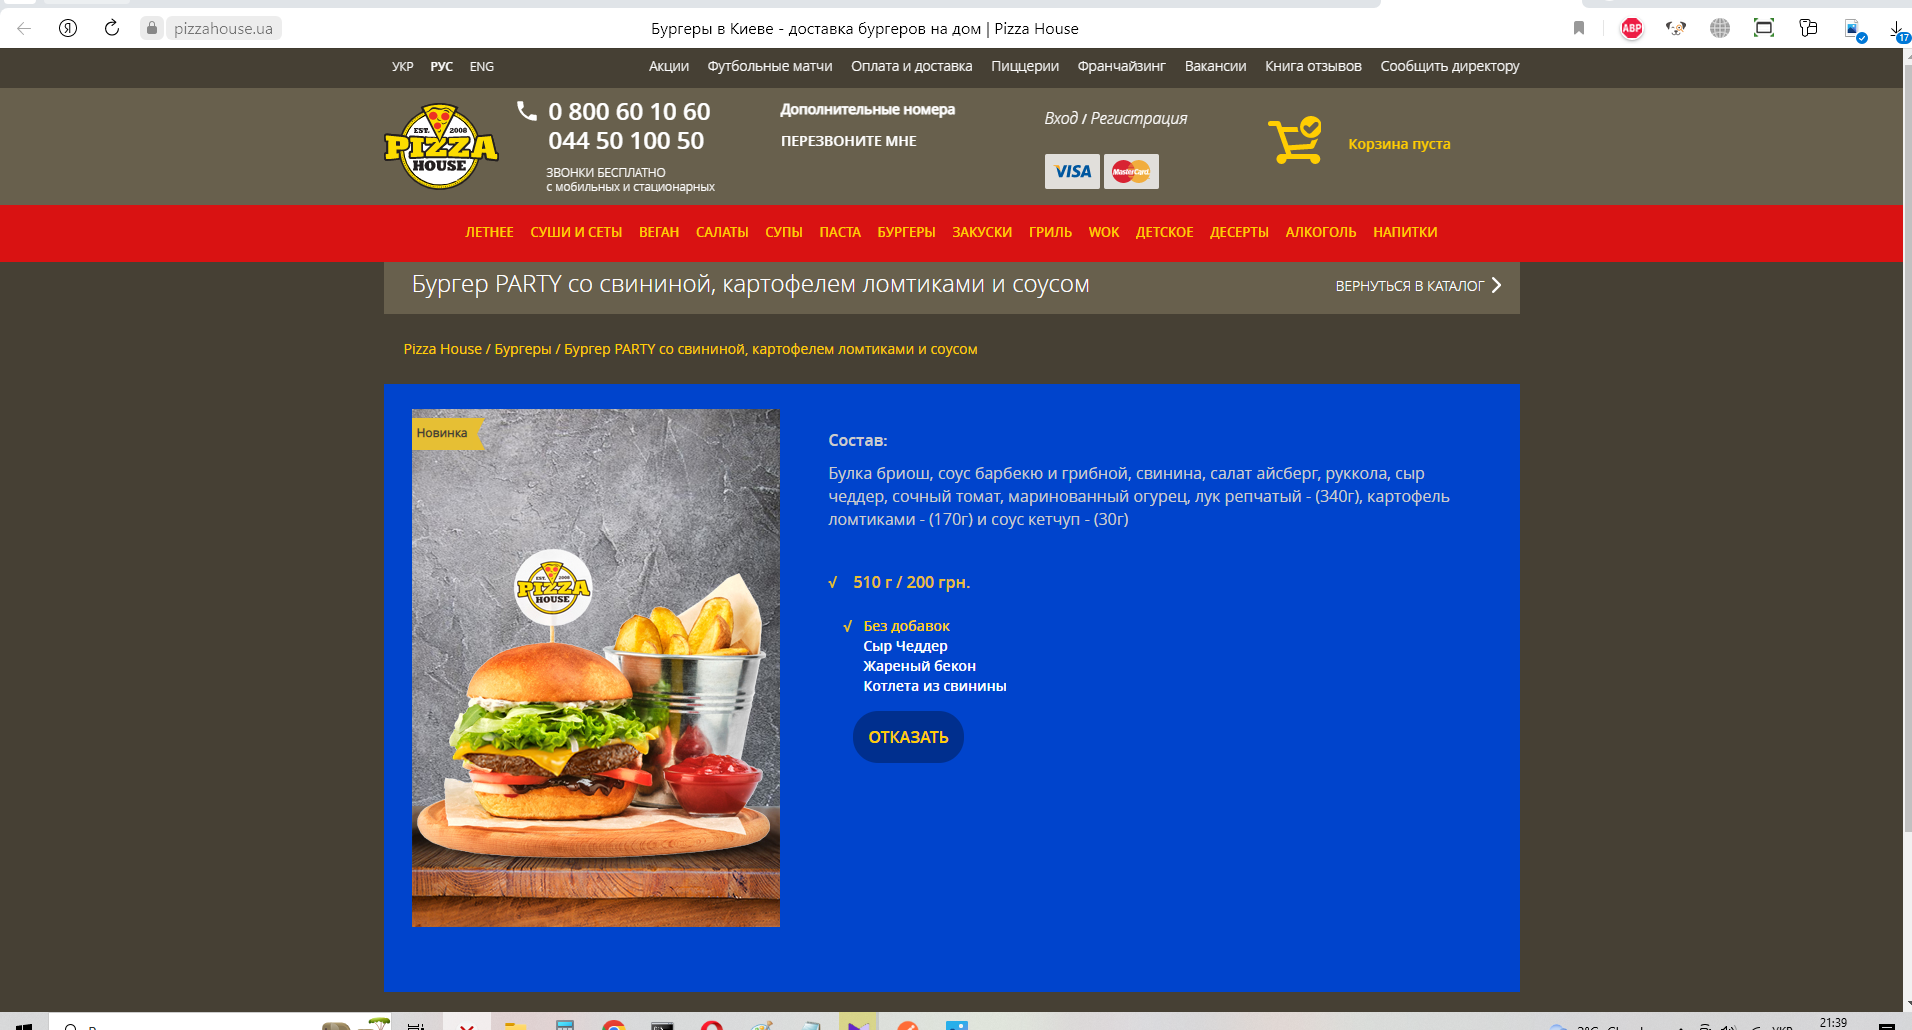 pizzahouse.ua
Бургеры в Киеве - доставка бургеров на дом | Pizza House
ABP
17
УКР РУС ENG
Акции Футбольные матчи Оплата и доставка Пиццерии Франчайзинг Вакансии Книга отзывов Сообщить директору
EST. 2008
PIZZA
HOUSE
0 800 60 10 60
044 50 100 50
ЗВОНКИ БЕСПЛАТНО
с мобильных и стационарных
Дополнительные номера
ПЕРЕЗВОНИТЕ МНЕ
Вход / Регистрация
VISA MasterCard
Корзина пуста
ЛЕТНЕЕ СУШИ И СЕТЫ ВЕГАН САЛАТЫ СУПЫ ПАСТА БУРГЕРЫ ЗАКУСКИ ГРИЛЬ WOK ДЕТСКОЕ ДЕСЕРТЫ АЛКОГОЛЬ НАПИТКИ
Бургер PARTY со свининой, картофелем ломтиками и соусом
ВЕРНУТЬСЯ В КАТАЛОГ
Pizza House / Бургеры / Бургер PARTY со свининой, картофелем ломтиками и соусом
Новинка
EST. 2008
PIZZA
HOUSE
Состав:
Булка бриош, соус барбекю и грибной, свинина, салат айсберг, руккола, сыр
чеддер, сочный томат, маринованный огурец, лук репчатый - (340г), картофель
ломтиками - (170г) и соус кетчуп - (30г)
√ 510 г / 200 грн.
√ Без добавок
Сыр Чеддер
Жареный бекон
Котлета из свинины
ОТКАЗАТЬ
21:39